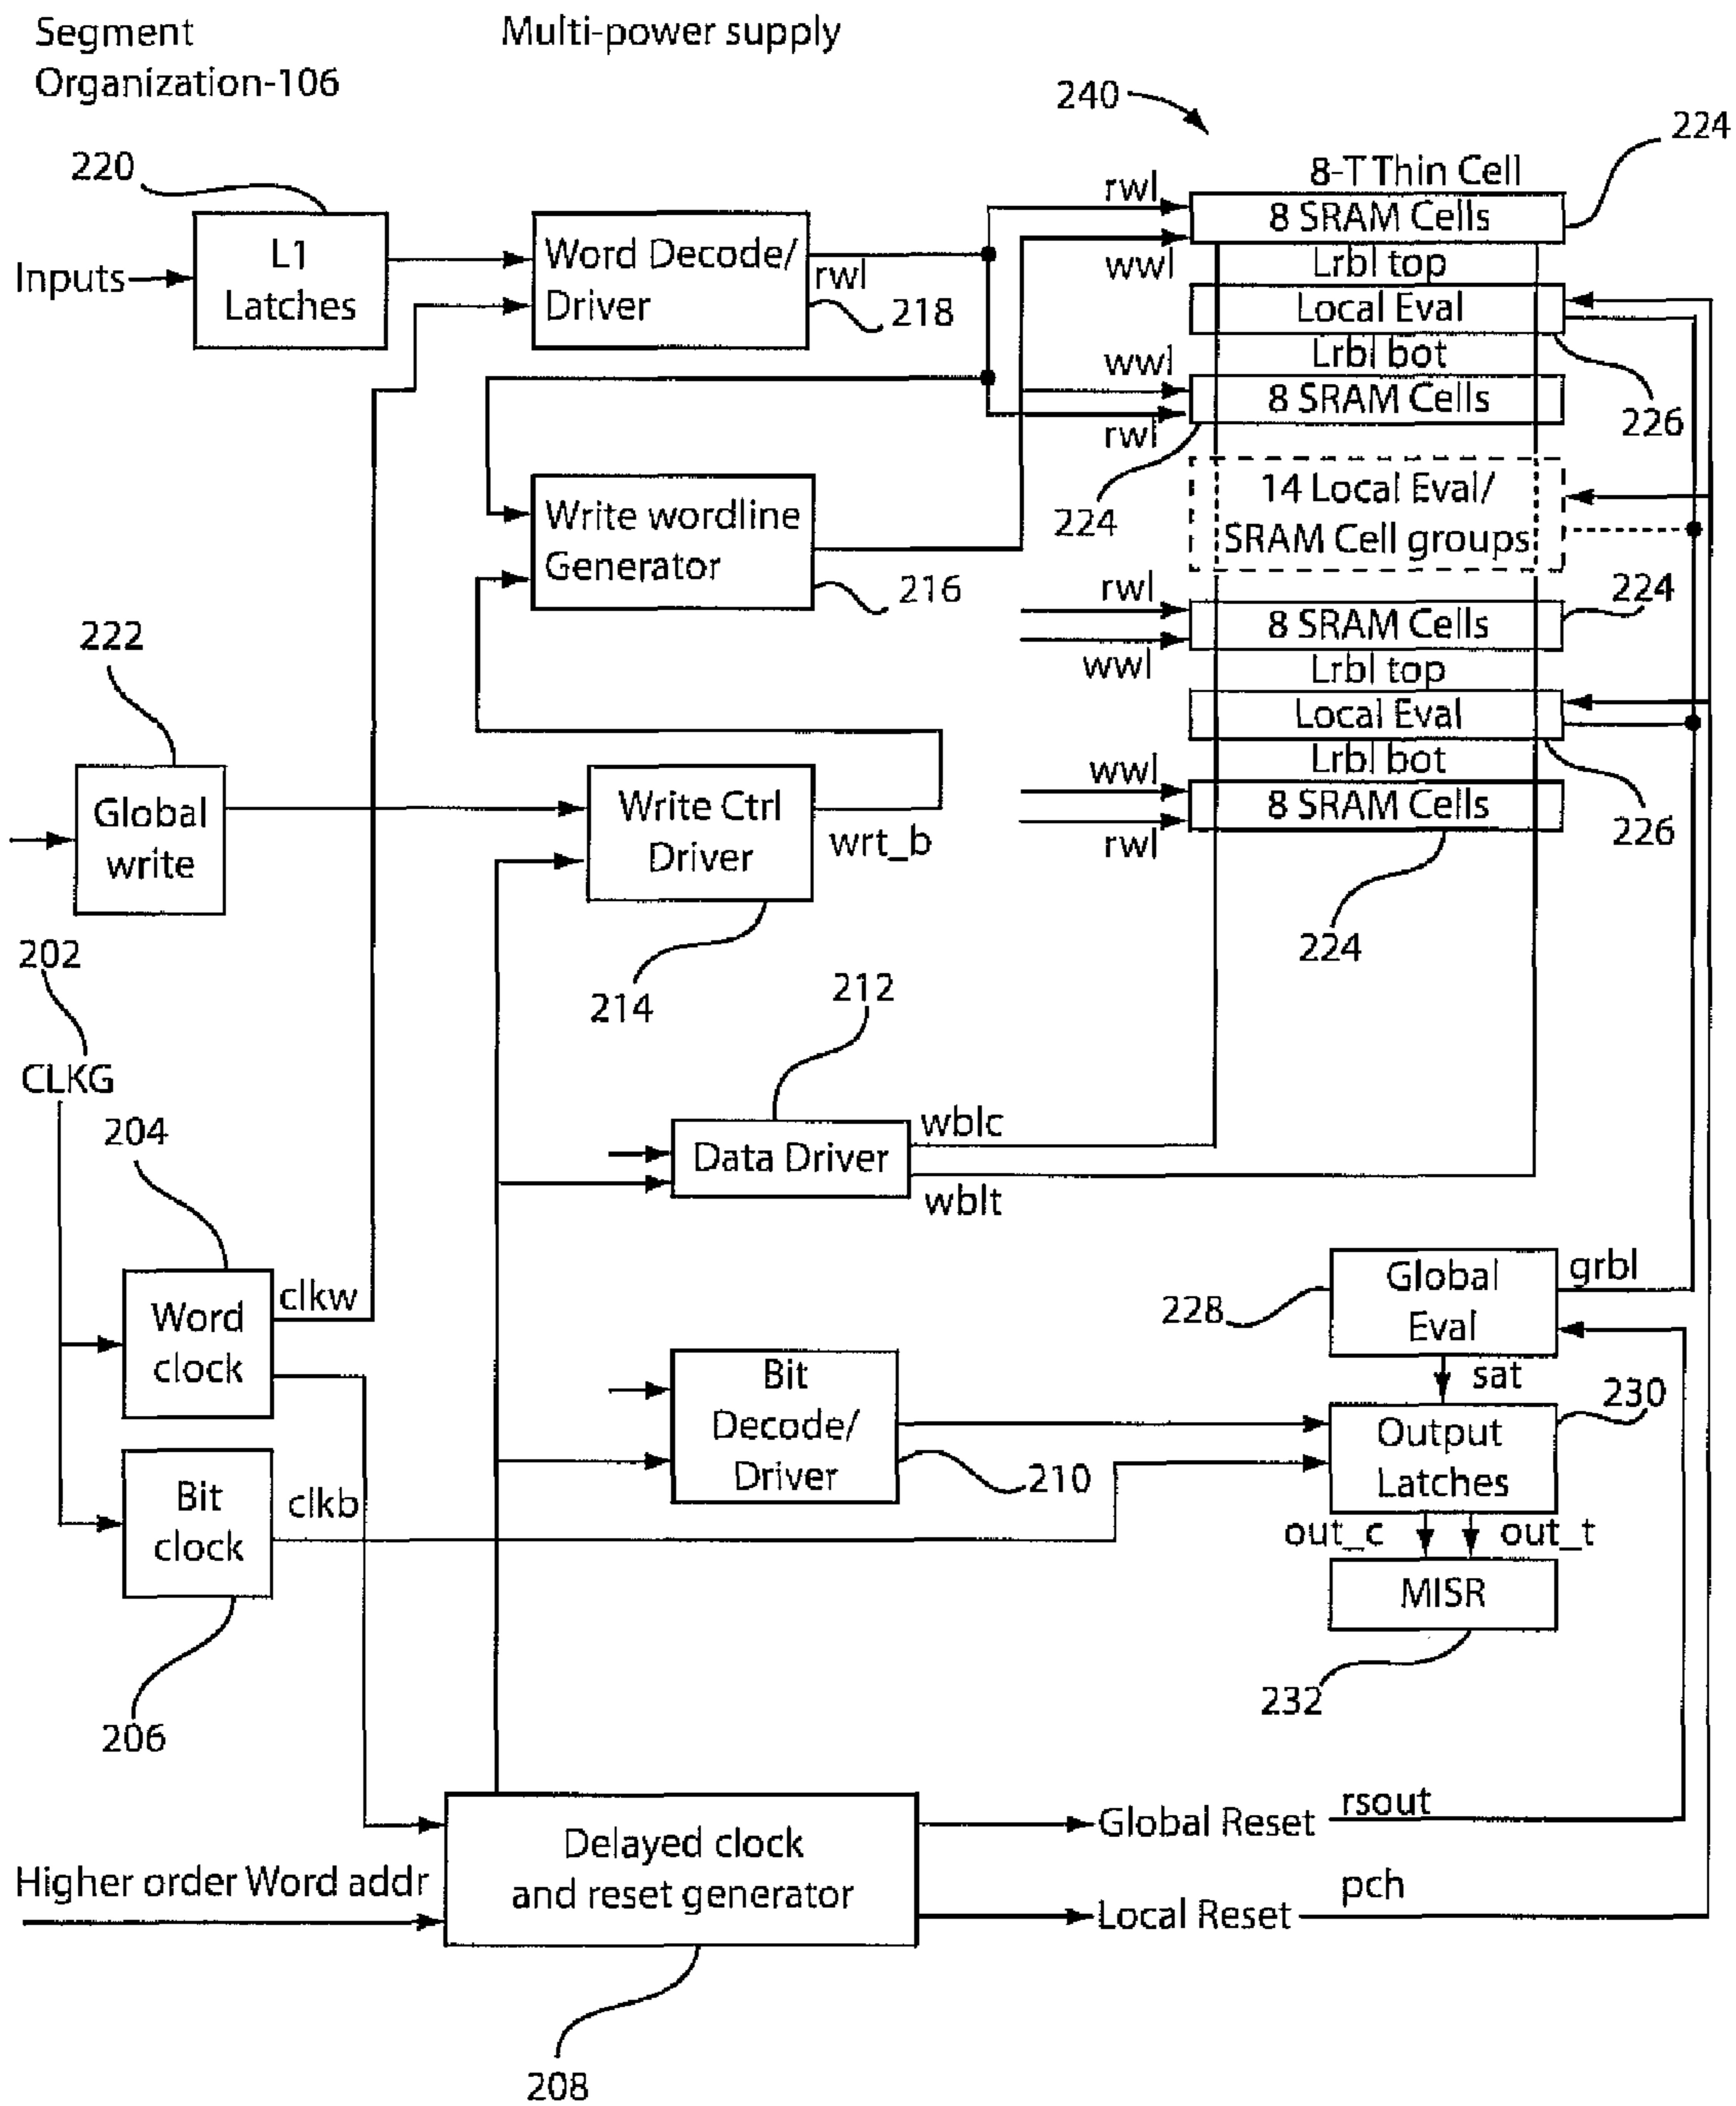 Segment
Organization-106
Multi-power supply
240
224
220
8-T Thin Cell
rwl
8 SRAM Cells
L1
Latches
Word Decode/
Driver
Inputs
rwl
wwl
Lrbl top
218
Local Eval
wwl
Lrbl bot
8 SRAM Cells
226
rwl
14 Local Eval/
SRAM Cell groups
224
Write wordline
Generator
216
rwl
224
8 SRAM Cells
222
wwl
Lrbl top
Local Eval
wwl
Lrbl bot
Global
write
Write Ctrl
Driver
wrt_b
8 SRAM Cells
226
rwl
202
224
214
212
CLKG
204
wblc
Data Driver
wblt
clkw
Word
clock
Global
Eval
grbl
228
Bit
Decode/
Driver
sat
230
Output
Latches
210
Bit
clock
clkb
out_c
out_t
MISR
232
206
Global Reset
rsout
Delayed clock
and reset generator
Higher order Word addr
pch
Local Reset
208